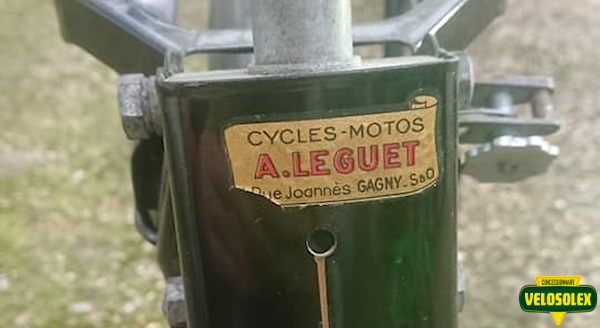 CYCLES-MOTOS
A.LEGUET
Rue Joannès GAGNY-S&O
CONCESSIONNAIRE
VELOSOLEX